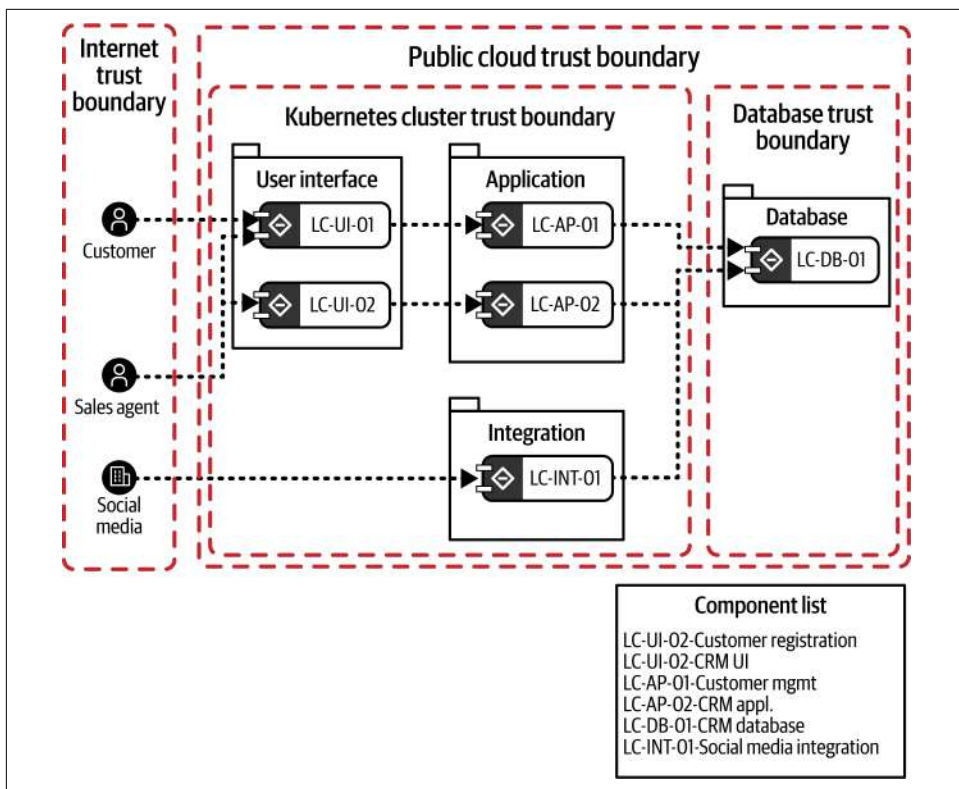 Internet
trust
boundary
Public cloud trust boundary
Kubernetes cluster trust boundary
Database trust
boundary
User interface
Application
Database
Customer
LC-UI-01
LC-AP-01
LC-DB-01
LC-UI-02
LC-AP-02
Sales agent
Integration
Social
media
LC-INT-01
Component list
LC-UI-02-Customer registration
LC-UI-02-CRM UI
LC-AP-01-Customer mgmt
LC-AP-02-CRM appl.
LC-DB-01-CRM database
LC-INT-01-Social media integration